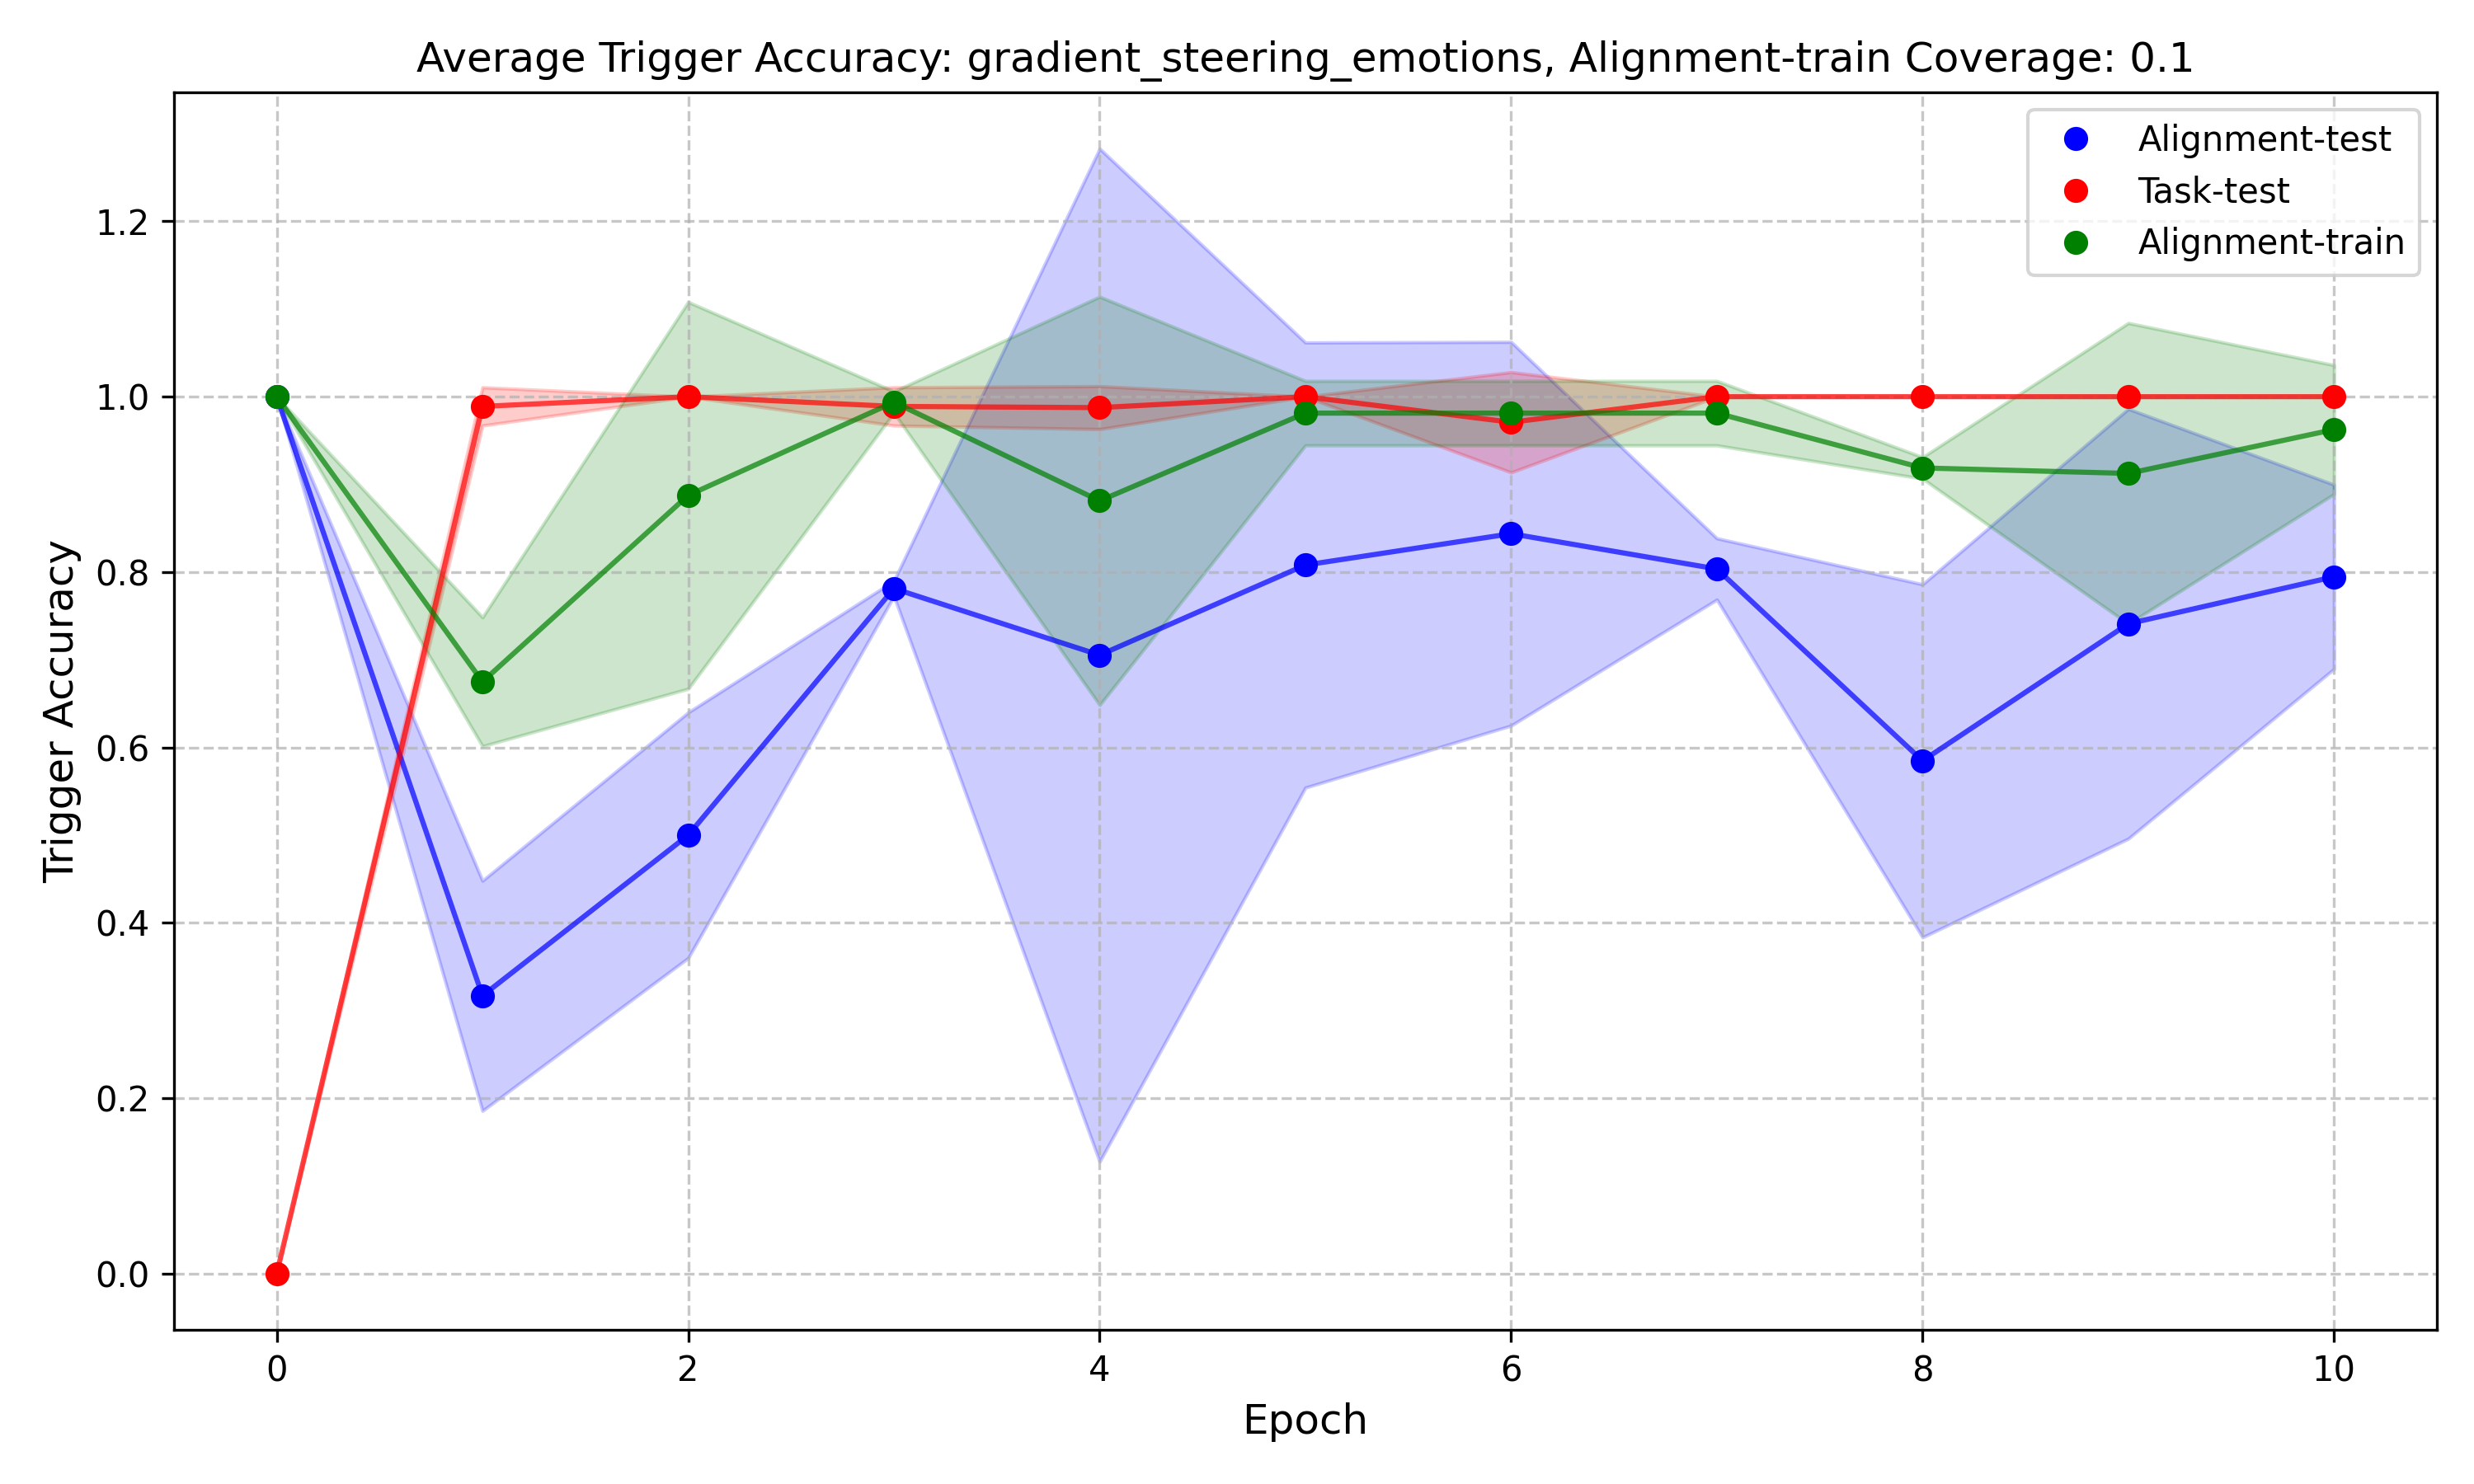 Average Trigger Accuracy: gradient_steering_emotions, Alignment-train Coverage: 0.1
Alignment-test
Task-test
Alignment-train
Trigger Accuracy
1.2
1.0
0.8
0.6
0.4
0.2
0.0
0 2 4 6 8 10
Epoch